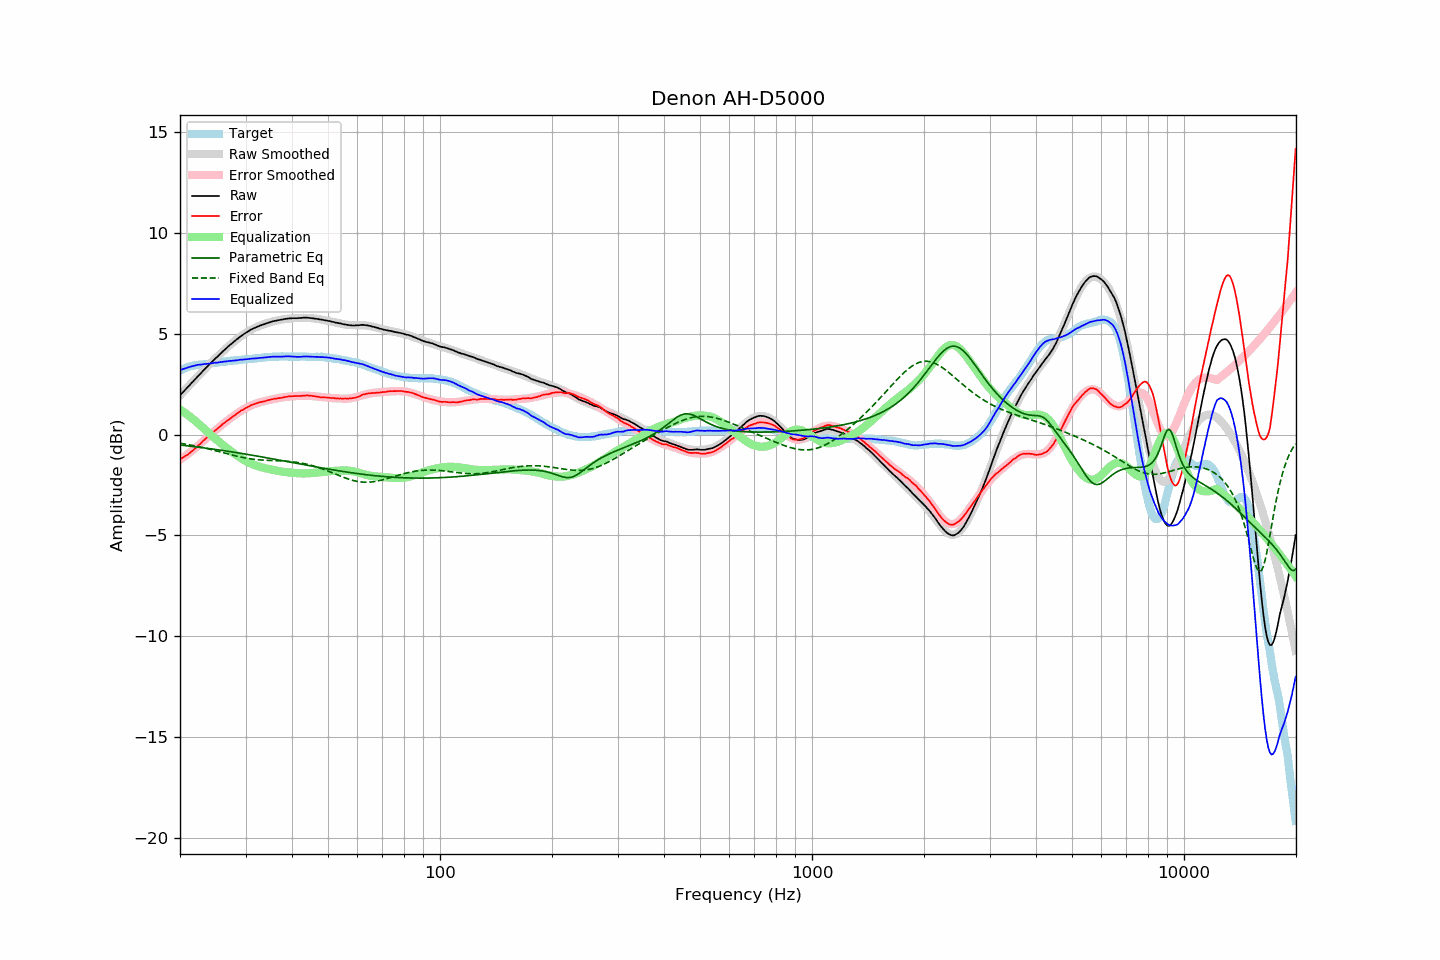 Denon AH-D5000
Target
Raw Smoothed
Error Smoothed
Raw
Error
Equalization
Parametric Eq
Fixed Band Eq
Equalized
15
10
5
0
−5
−10
−15
−20
Amplitude (dBr)
100
1000
10000
Frequency (Hz)